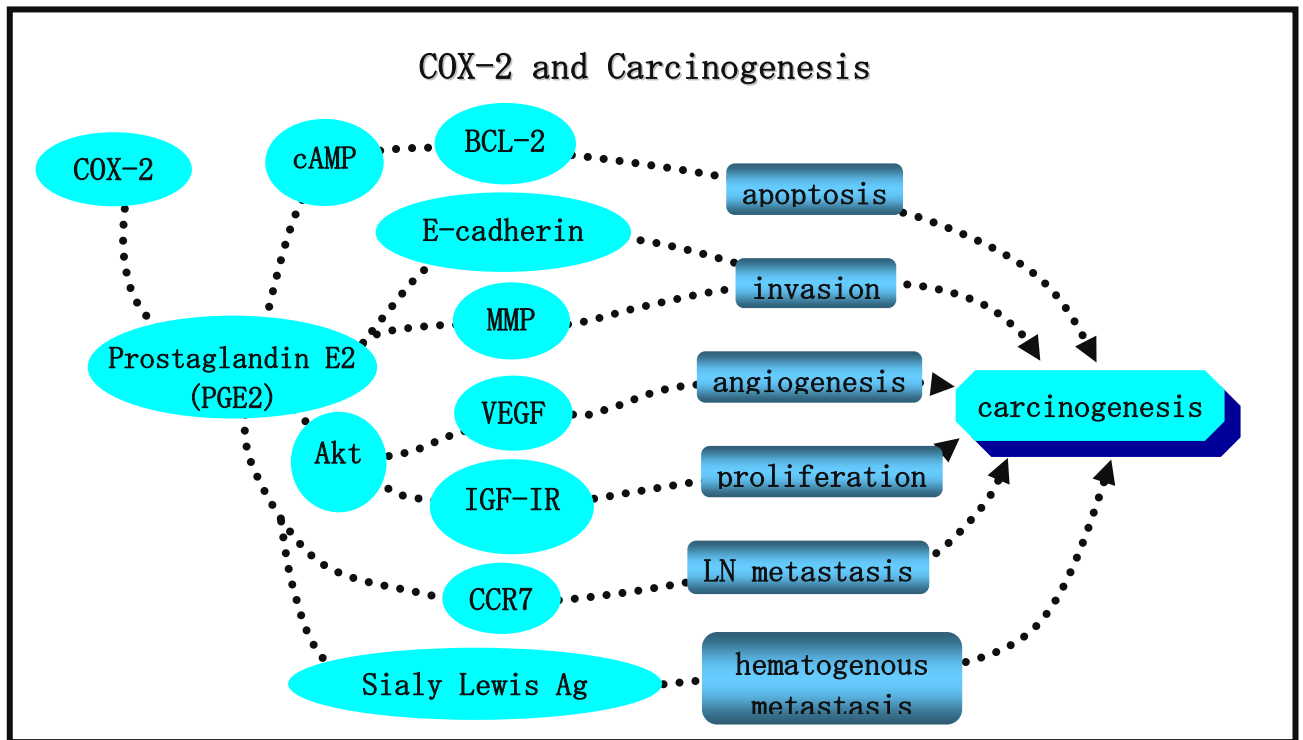 COX-2 and Carcinogenesis
COX-2
cAMP
BCL-2
apoptosis
E-cadherin
invasion
MMP
Prostaglandin E2
(PGE2)
angiogenesis
VEGF
carcinogenesis
Akt
proliferation
IGF-IR
LN metastasis
CCR7
hematogenous
metastasis
Sialy Lewis Ag